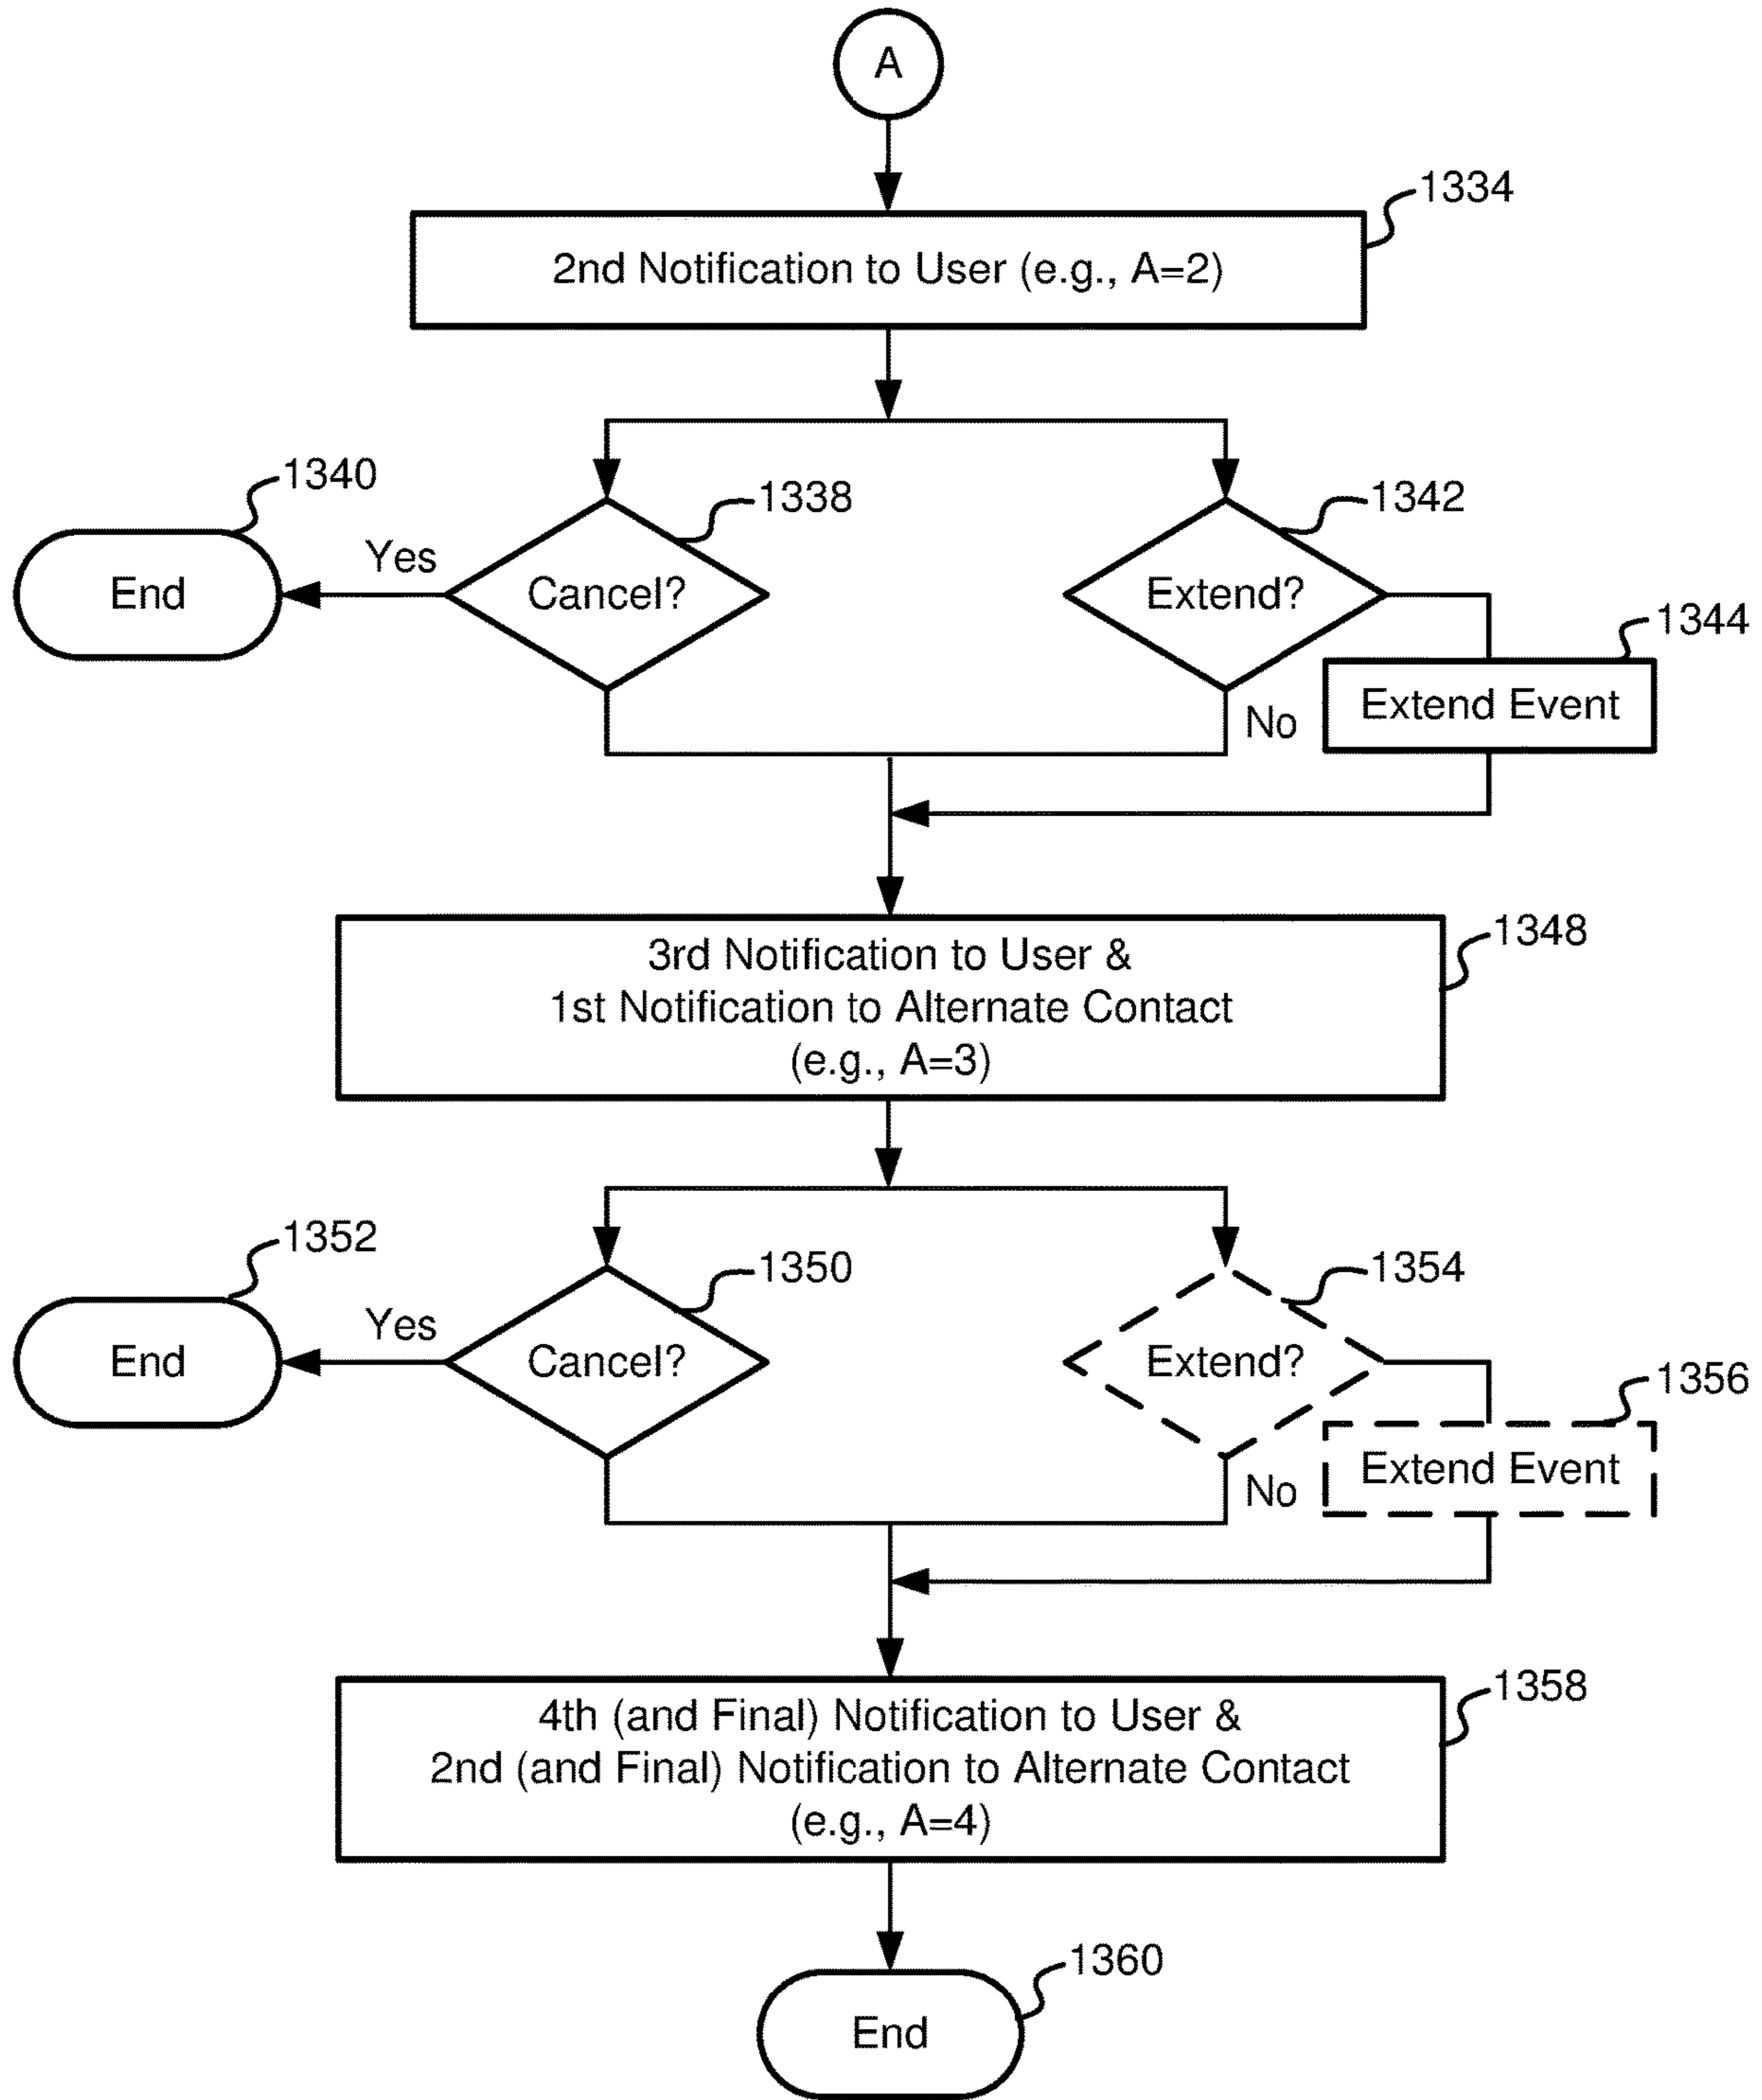 A
1334
2nd Notification to User (e.g., A=2)
1340
1338
1342
End
Yes
Cancel?
Extend?
1344
No
Extend Event
1348
3rd Notification to User &
1st Notification to Alternate Contact
(e.g., A=3)
1352
1350
1354
End
Yes
Cancel?
Extend?
1356
No
Extend Event
1358
4th (and Final) Notification to User &
2nd (and Final) Notification to Alternate Contact
(e.g., A=4)
1360
End